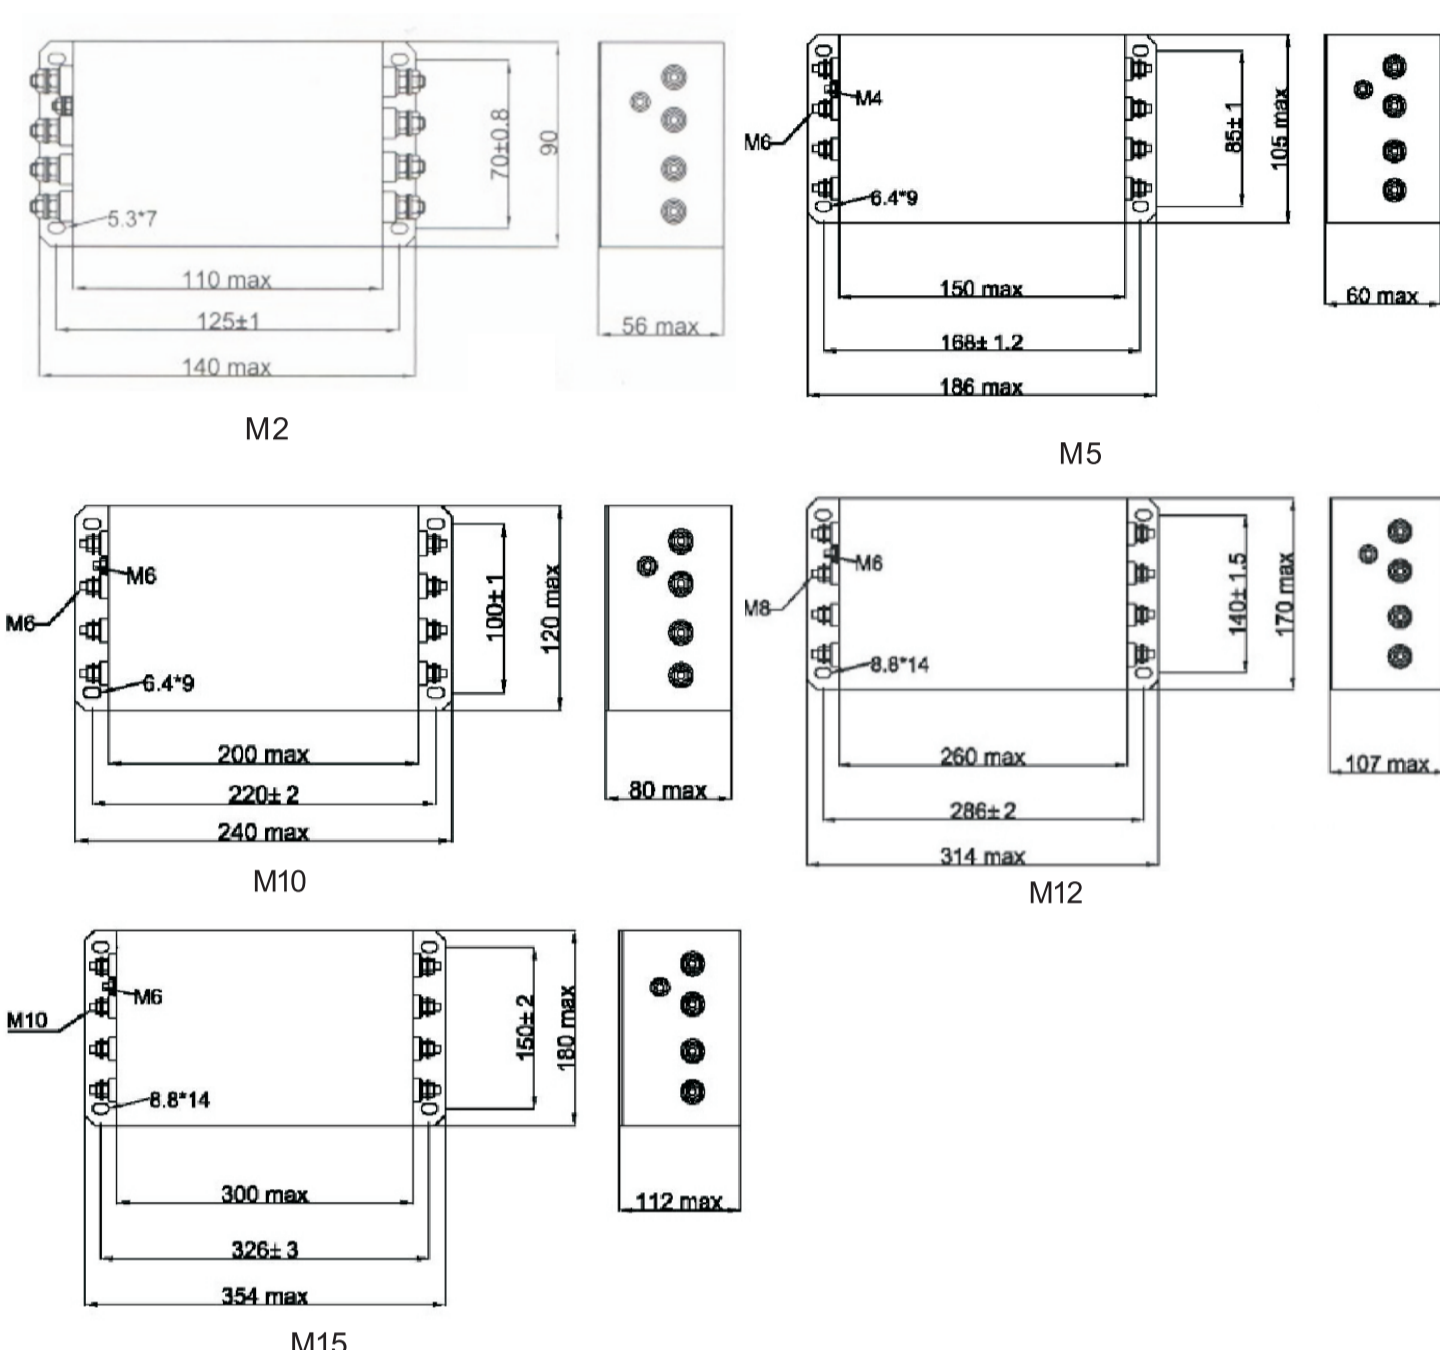 5.3*7
70±0.8
90
110 max
125±1
140 max
56 max
M2
M4
M6
6.4*9
85±1
105 max
150 max
168±1.2
186 max
60 max
M5
M6
M6
6.4*9
100±1
120 max
200 max
220±2
240 max
80 max
M10
M6
M8
8.8*14
140±1.5
170 max
260 max
286±2
314 max
107 max
M12
M6
M10
8.8*14
150±2
180 max
300 max
326±3
354 max
112 max
M15